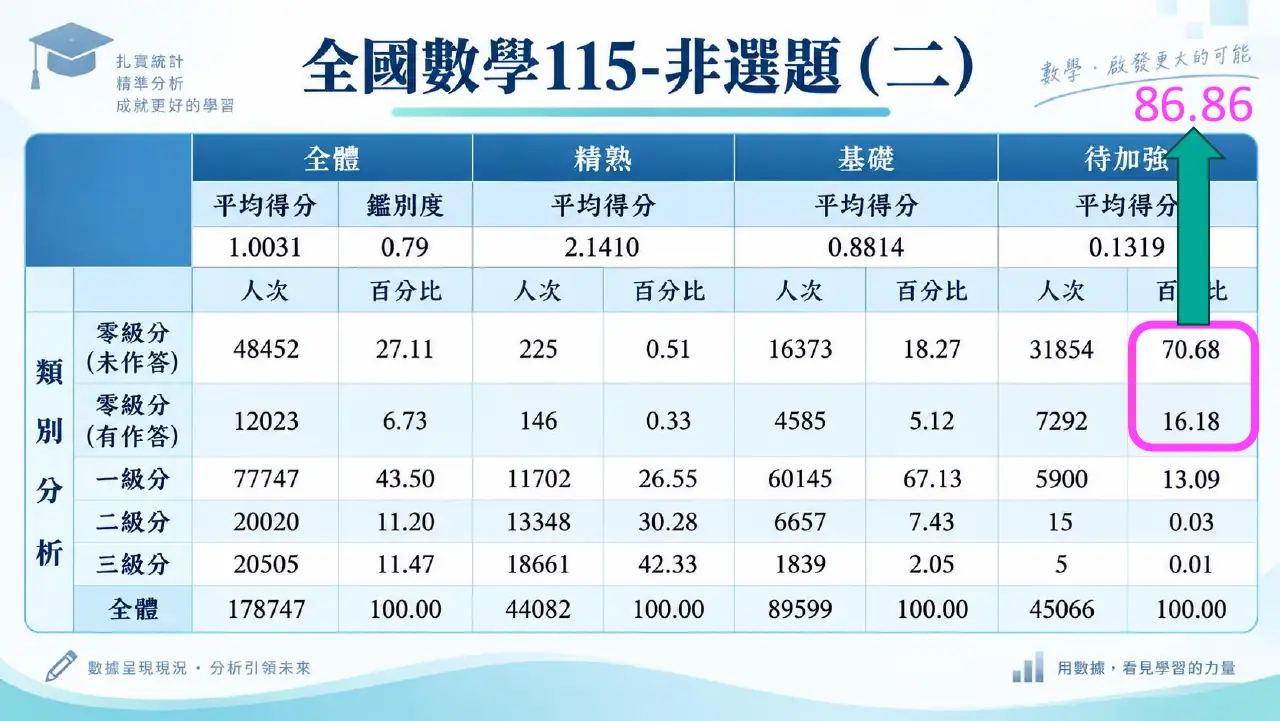 扎實統計
精準分析
成就更好的學習
全國數學115-非選題(二)
數學・啟發更大的可能
86.86
全體 精熟 基礎 待加強
平均得分 鑑別度 平均得分 平均得分 平均得分
1.0031 0.79 2.1410 0.8814 0.1319
人次 百分比 人次 百分比 人次 百分比 人次 百 比
類別分析
零級分(未作答) 48452 27.11 225 0.51 16373 18.27 31854 70.68
零級分(有作答) 12023 6.73 146 0.33 4585 5.12 7292 16.18
一級分 77747 43.50 11702 26.55 60145 67.13 5900 13.09
二級分 20020 11.20 13348 30.28 6657 7.43 15 0.03
三級分 20505 11.47 18661 42.33 1839 2.05 5 0.01
全體 178747 100.00 44082 100.00 89599 100.00 45066 100.00
數據呈現現況・分析引領未來
用數據，看見學習的力量